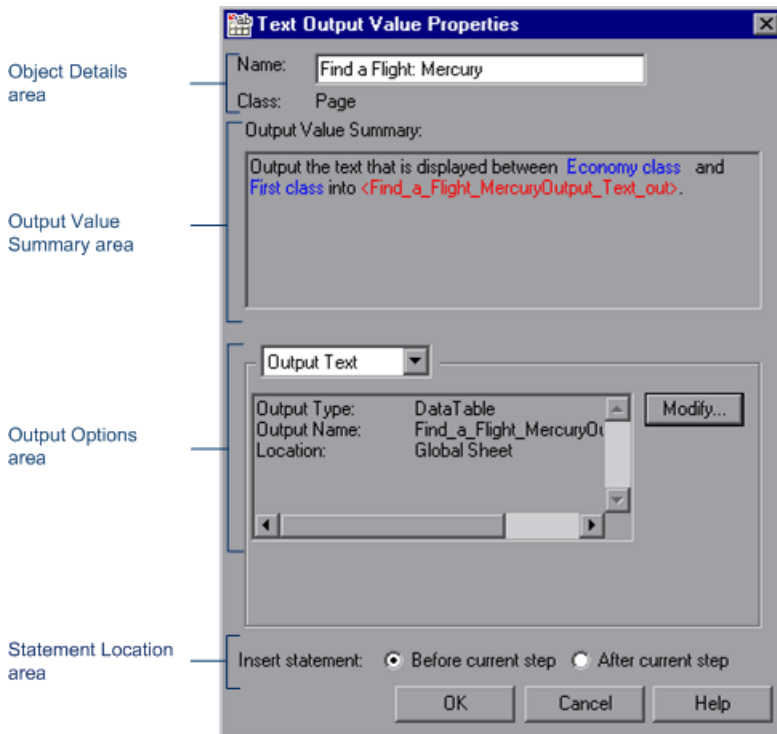 Text Output Value Properties
Object Details
area
Name: Find a Flight: Mercury
Class: Page
Output Value Summary:
Output the text that is displayed between Economy class and
First class into <Find_a_Flight_MercuryOutput_Text_out>.
Output Value
Summary area
Output Text
Output Options
area
Output Type: DataTable
Output Name: Find_a_Flight_MercuryOu
Location: Global Sheet
Modify...
Statement Location
area
Insert statement: Before current step After current step
OK Cancel Help